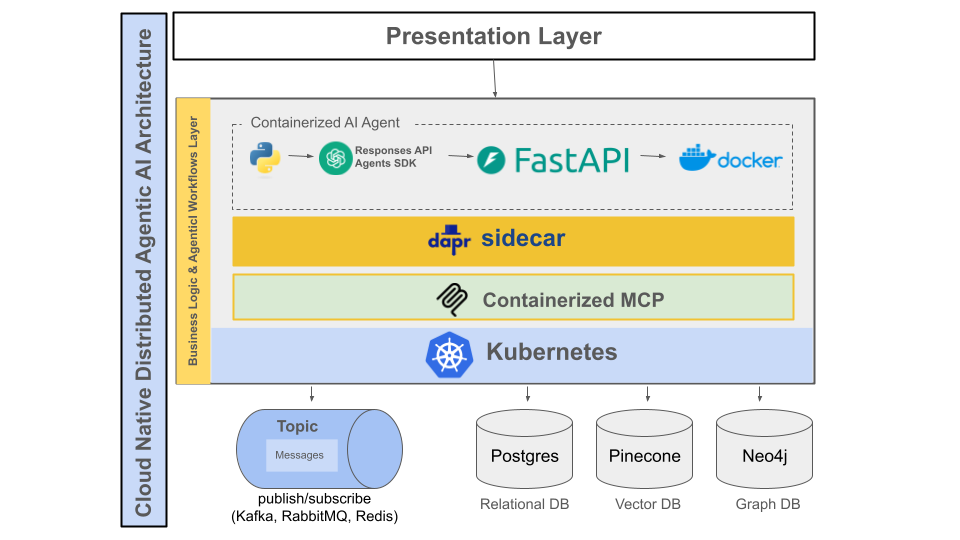 Cloud Native Distributed Agentic AI Architecture
Presentation Layer
Business Logic & Agenticl Workflows Layer
Containerized AI Agent
Responses API
Agents SDK
FastAPI
docker
dapr sidecar
Containerized MCP
Kubernetes
Topic
Messages
publish/subscribe
(Kafka, RabbitMQ, Redis)
Postgres
Pinecone
Neo4j
Relational DB
Vector DB
Graph DB